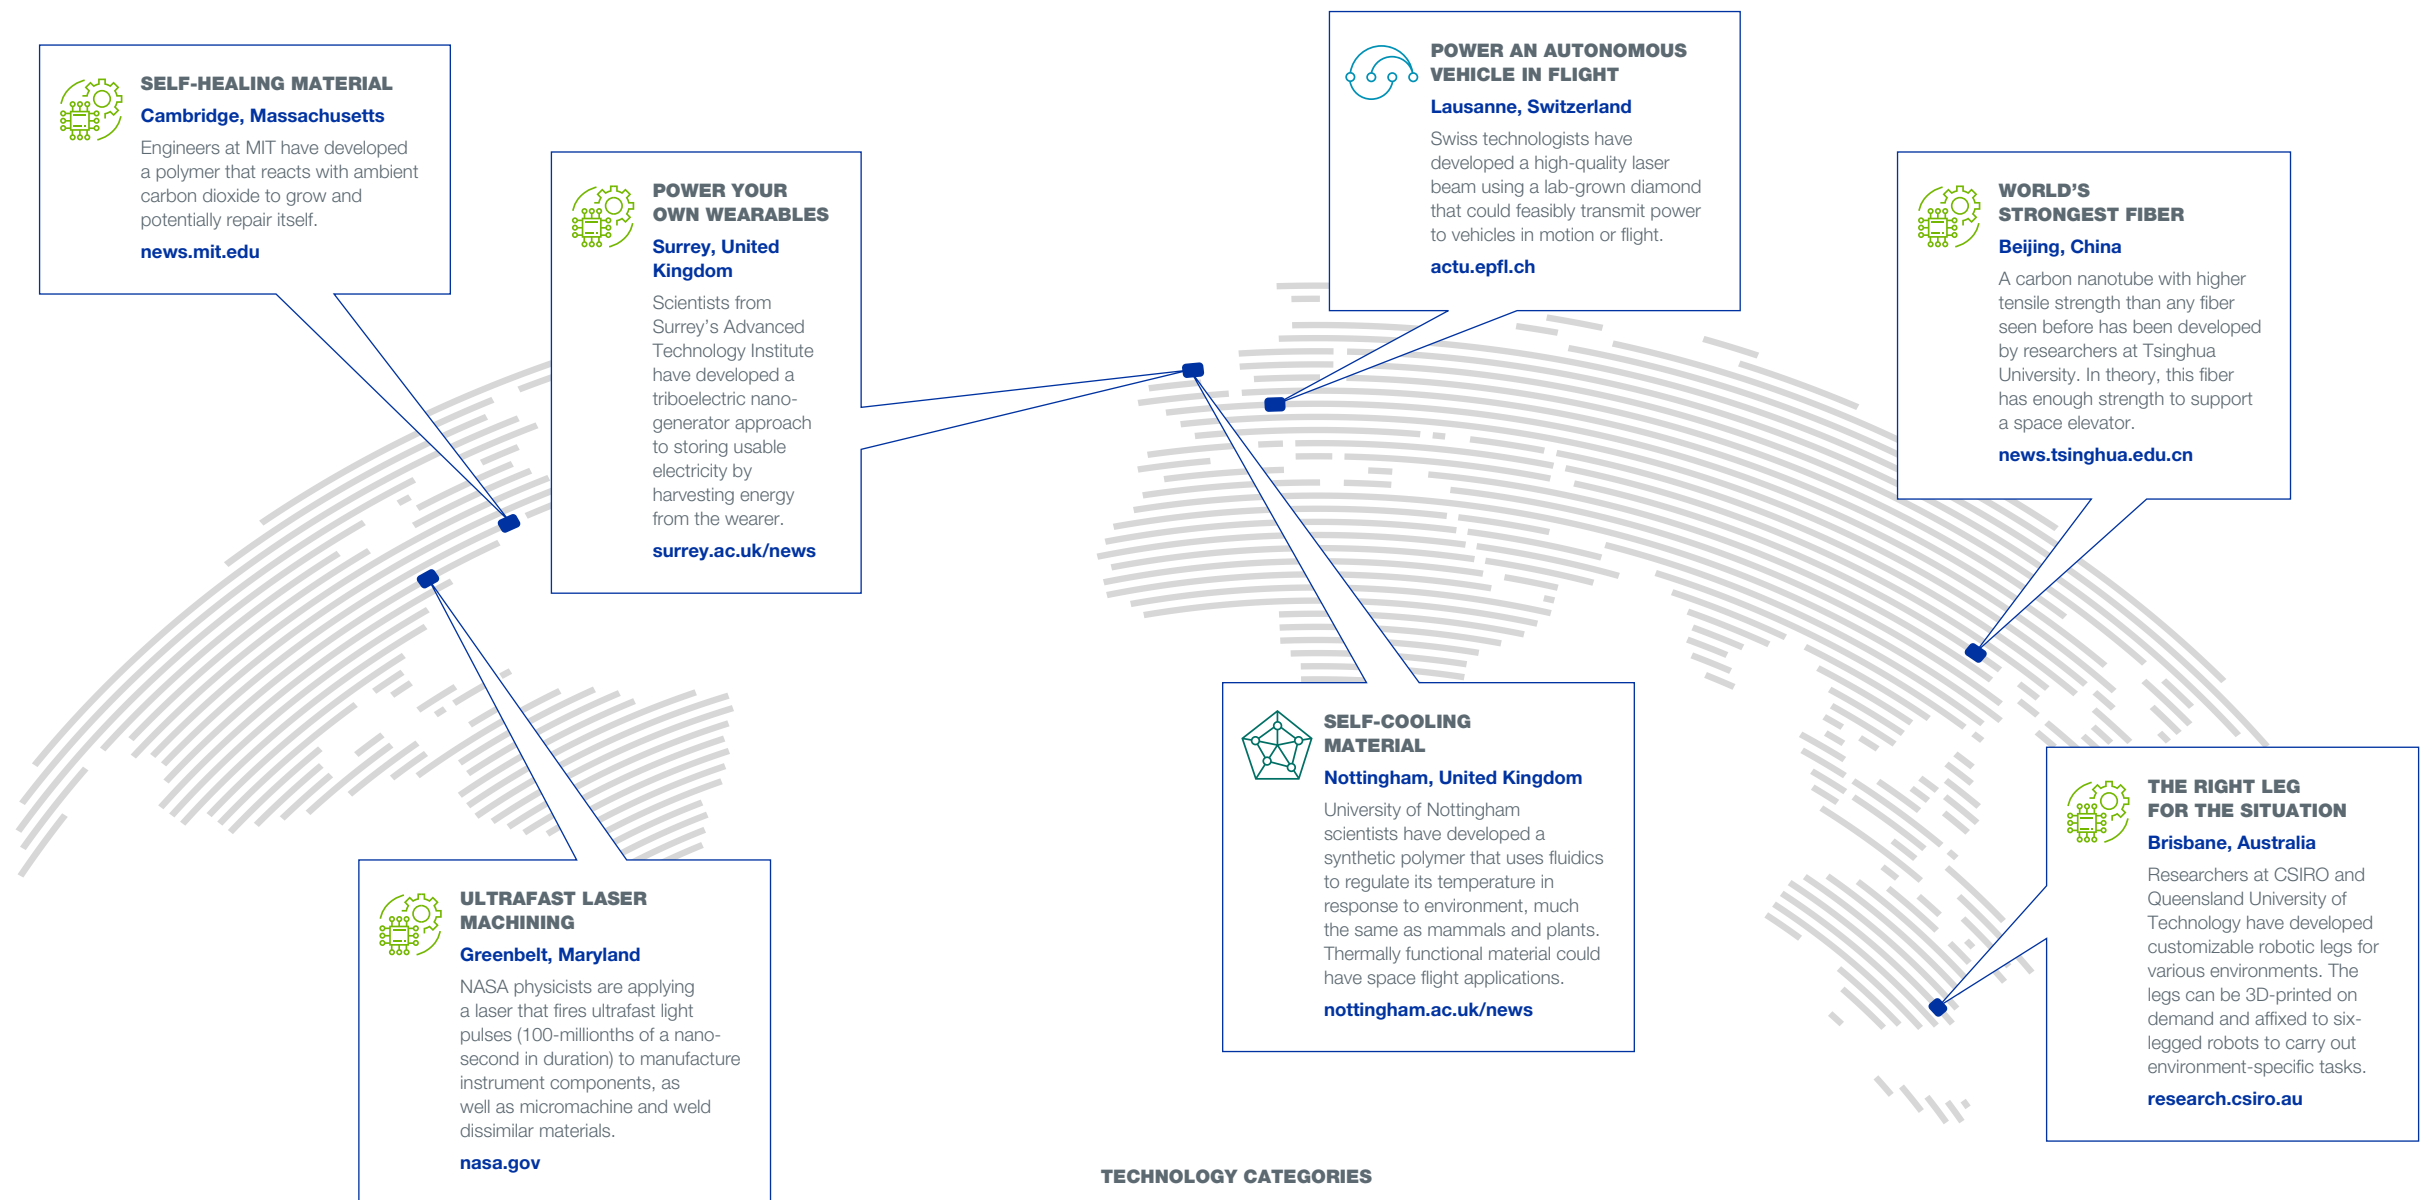 SELF-HEALING MATERIAL
Cambridge, Massachusetts
Engineers at MIT have developed
a polymer that reacts with ambient
carbon dioxide to grow and
potentially repair itself.
news.mit.edu
POWER YOUR
OWN WEARABLES
Surrey, United
Kingdom
Scientists from
Surrey’s Advanced
Technology Institute
have developed a
triboelectric nano-
generator approach
to storing usable
electricity by
harvesting energy
from the wearer.
surrey.ac.uk/news
POWER AN AUTONOMOUS
VEHICLE IN FLIGHT
Lausanne, Switzerland
Swiss technologists have
developed a high-quality laser
beam using a lab-grown diamond
that could feasibly transmit power
to vehicles in motion or flight.
actu.epfl.ch
WORLD’S
STRONGEST FIBER
Beijing, China
A carbon nanotube with higher
tensile strength than any fiber
seen before has been developed
by researchers at Tsinghua
University. In theory, this fiber
has enough strength to support
a space elevator.
news.tsinghua.edu.cn
ULTRAFAST LASER
MACHINING
Greenbelt, Maryland
NASA physicists are applying
a laser that fires ultrafast light
pulses (100-millionths of a nano-
second in duration) to manufacture
instrument components, as
well as micromachine and weld
dissimilar materials.
nasa.gov
SELF-COOLING
MATERIAL
Nottingham, United Kingdom
University of Nottingham
scientists have developed a
synthetic polymer that uses fluidics
to regulate its temperature in
response to environment, much
the same as mammals and plants.
Thermally functional material could
have space flight applications.
nottingham.ac.uk/news
THE RIGHT LEG
FOR THE SITUATION
Brisbane, Australia
Researchers at CSIRO and
Queensland University of
Technology have developed
customizable robotic legs for
various environments. The
legs can be 3D-printed on
demand and affixed to six-
legged robots to carry out
environment-specific tasks.
research.csiro.au
TECHNOLOGY CATEGORIES